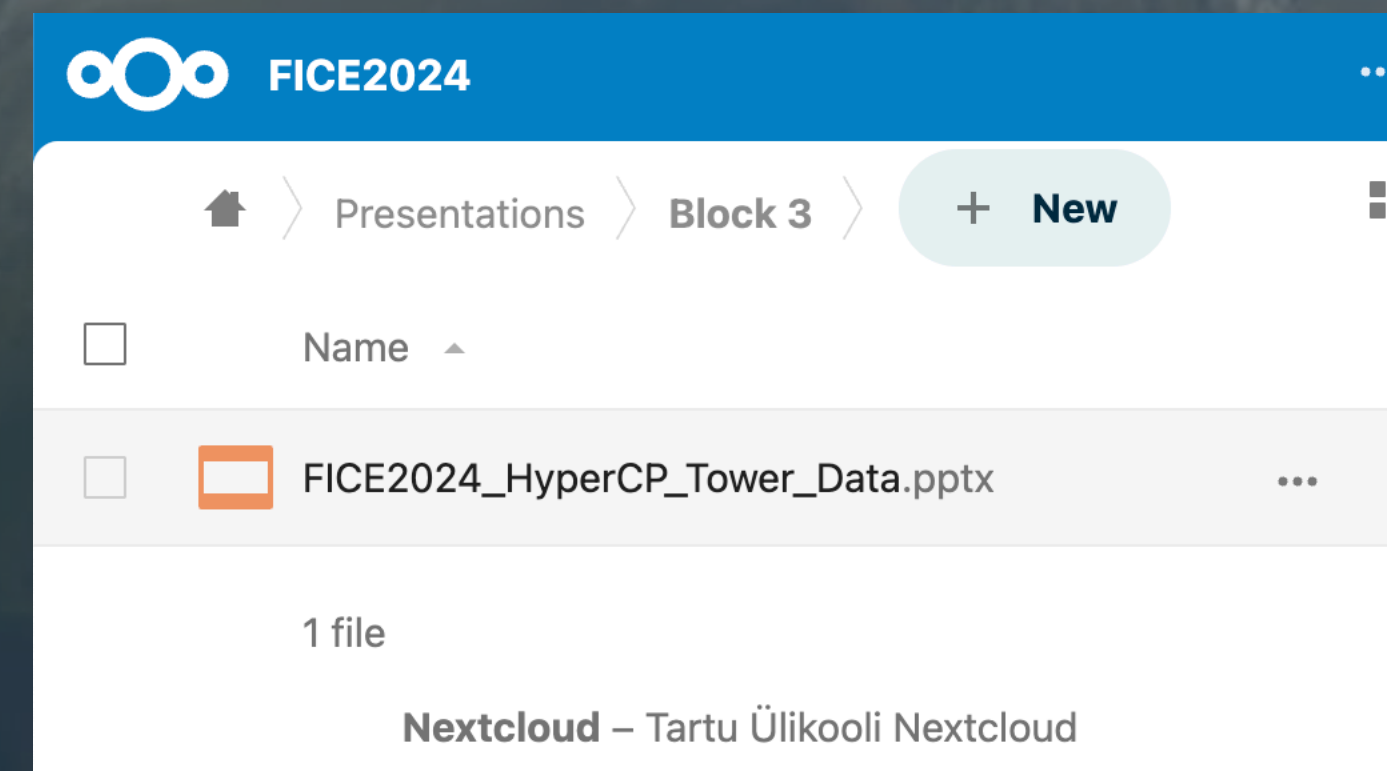 FICE2024
Presentations Block 3 + New
Name
FICE2024_HyperCP_Tower_Data.pptx
1 file
Nextcloud – Tartu Ülikooli Nextcloud